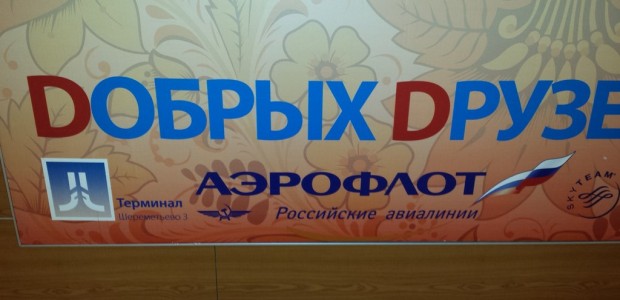 DОБРЫХ DРУЗЕ
Терминал
Шереметьево 3
АЭРОФЛОТ
Российские авиалинии
SKYTEAM